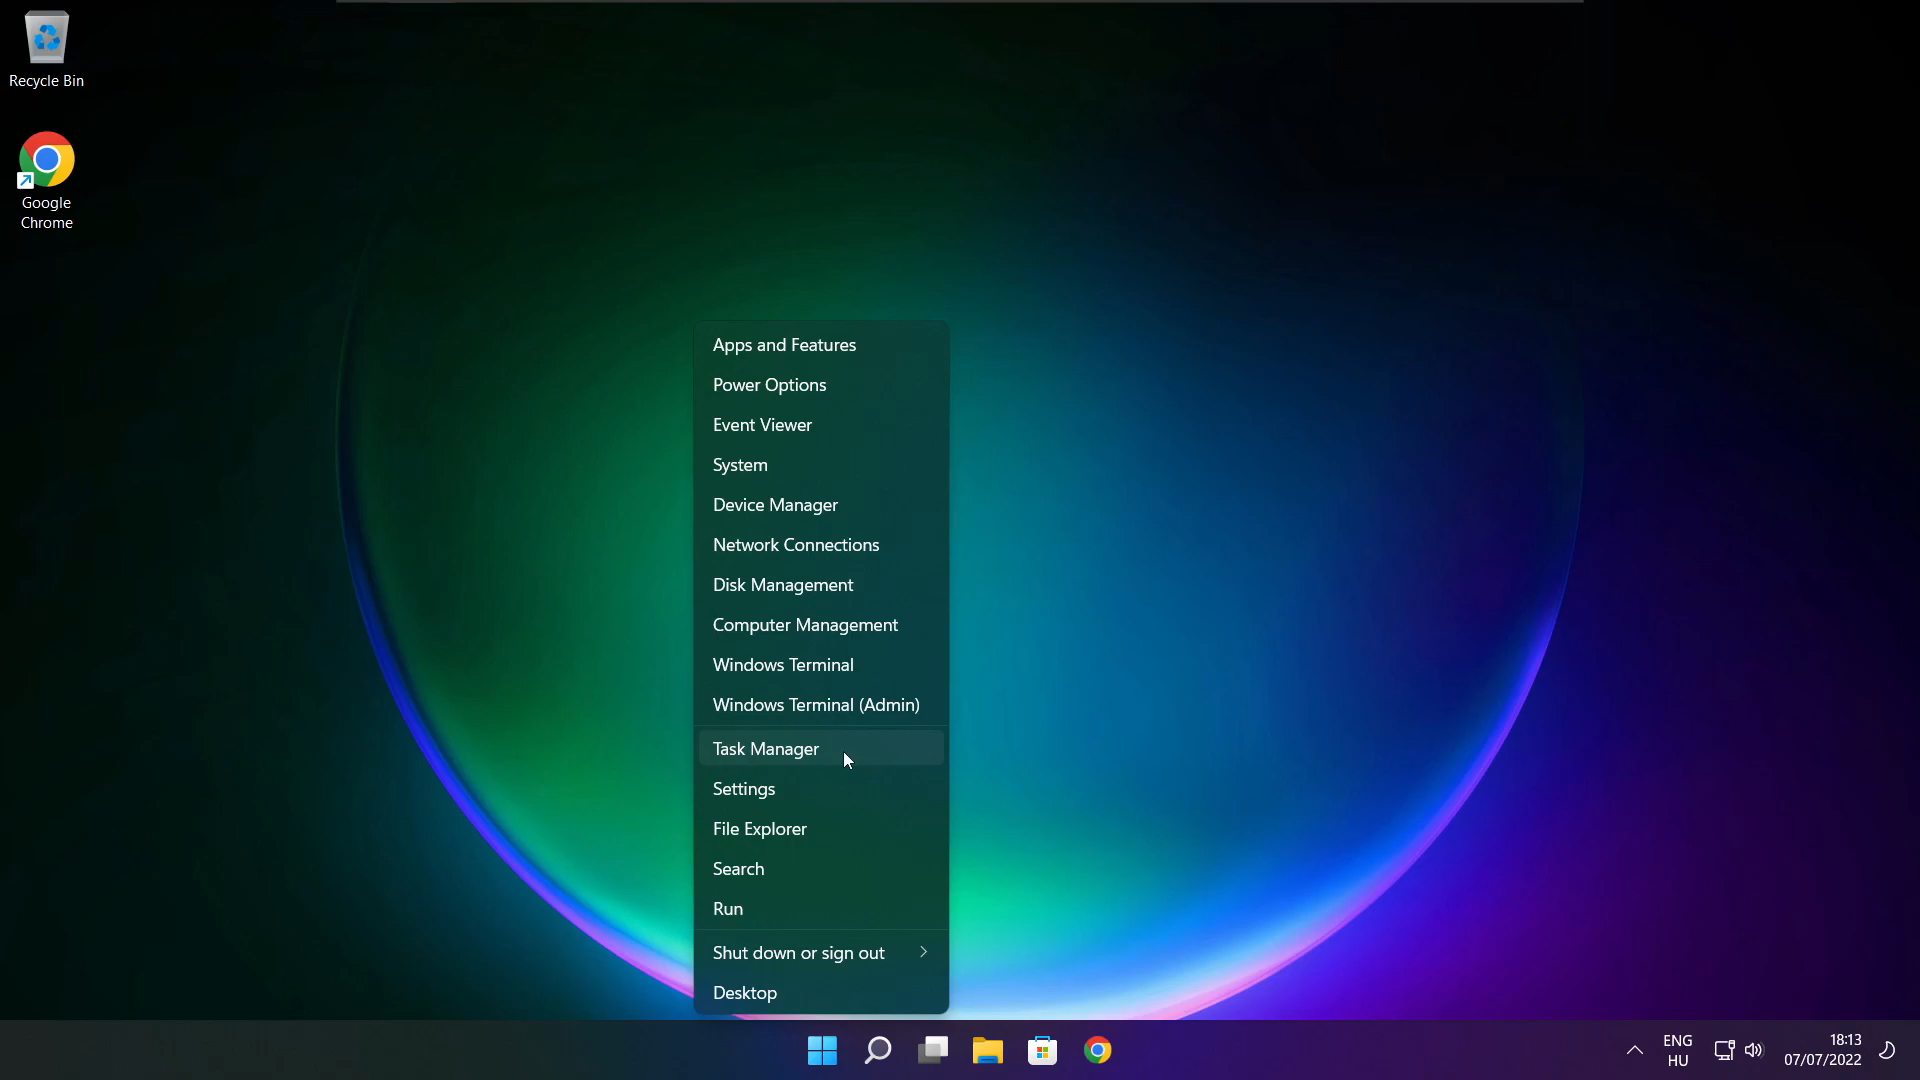 Recycle Bin
Google
Chrome
Apps and Features
Power Options
Event Viewer
System
Device Manager
Network Connections
Disk Management
Computer Management
Windows Terminal
Windows Terminal (Admin)
Task Manager
Settings
File Explorer
Search
Run
Shut down or sign out
Desktop
ENG
HU
18:13
07/07/2022